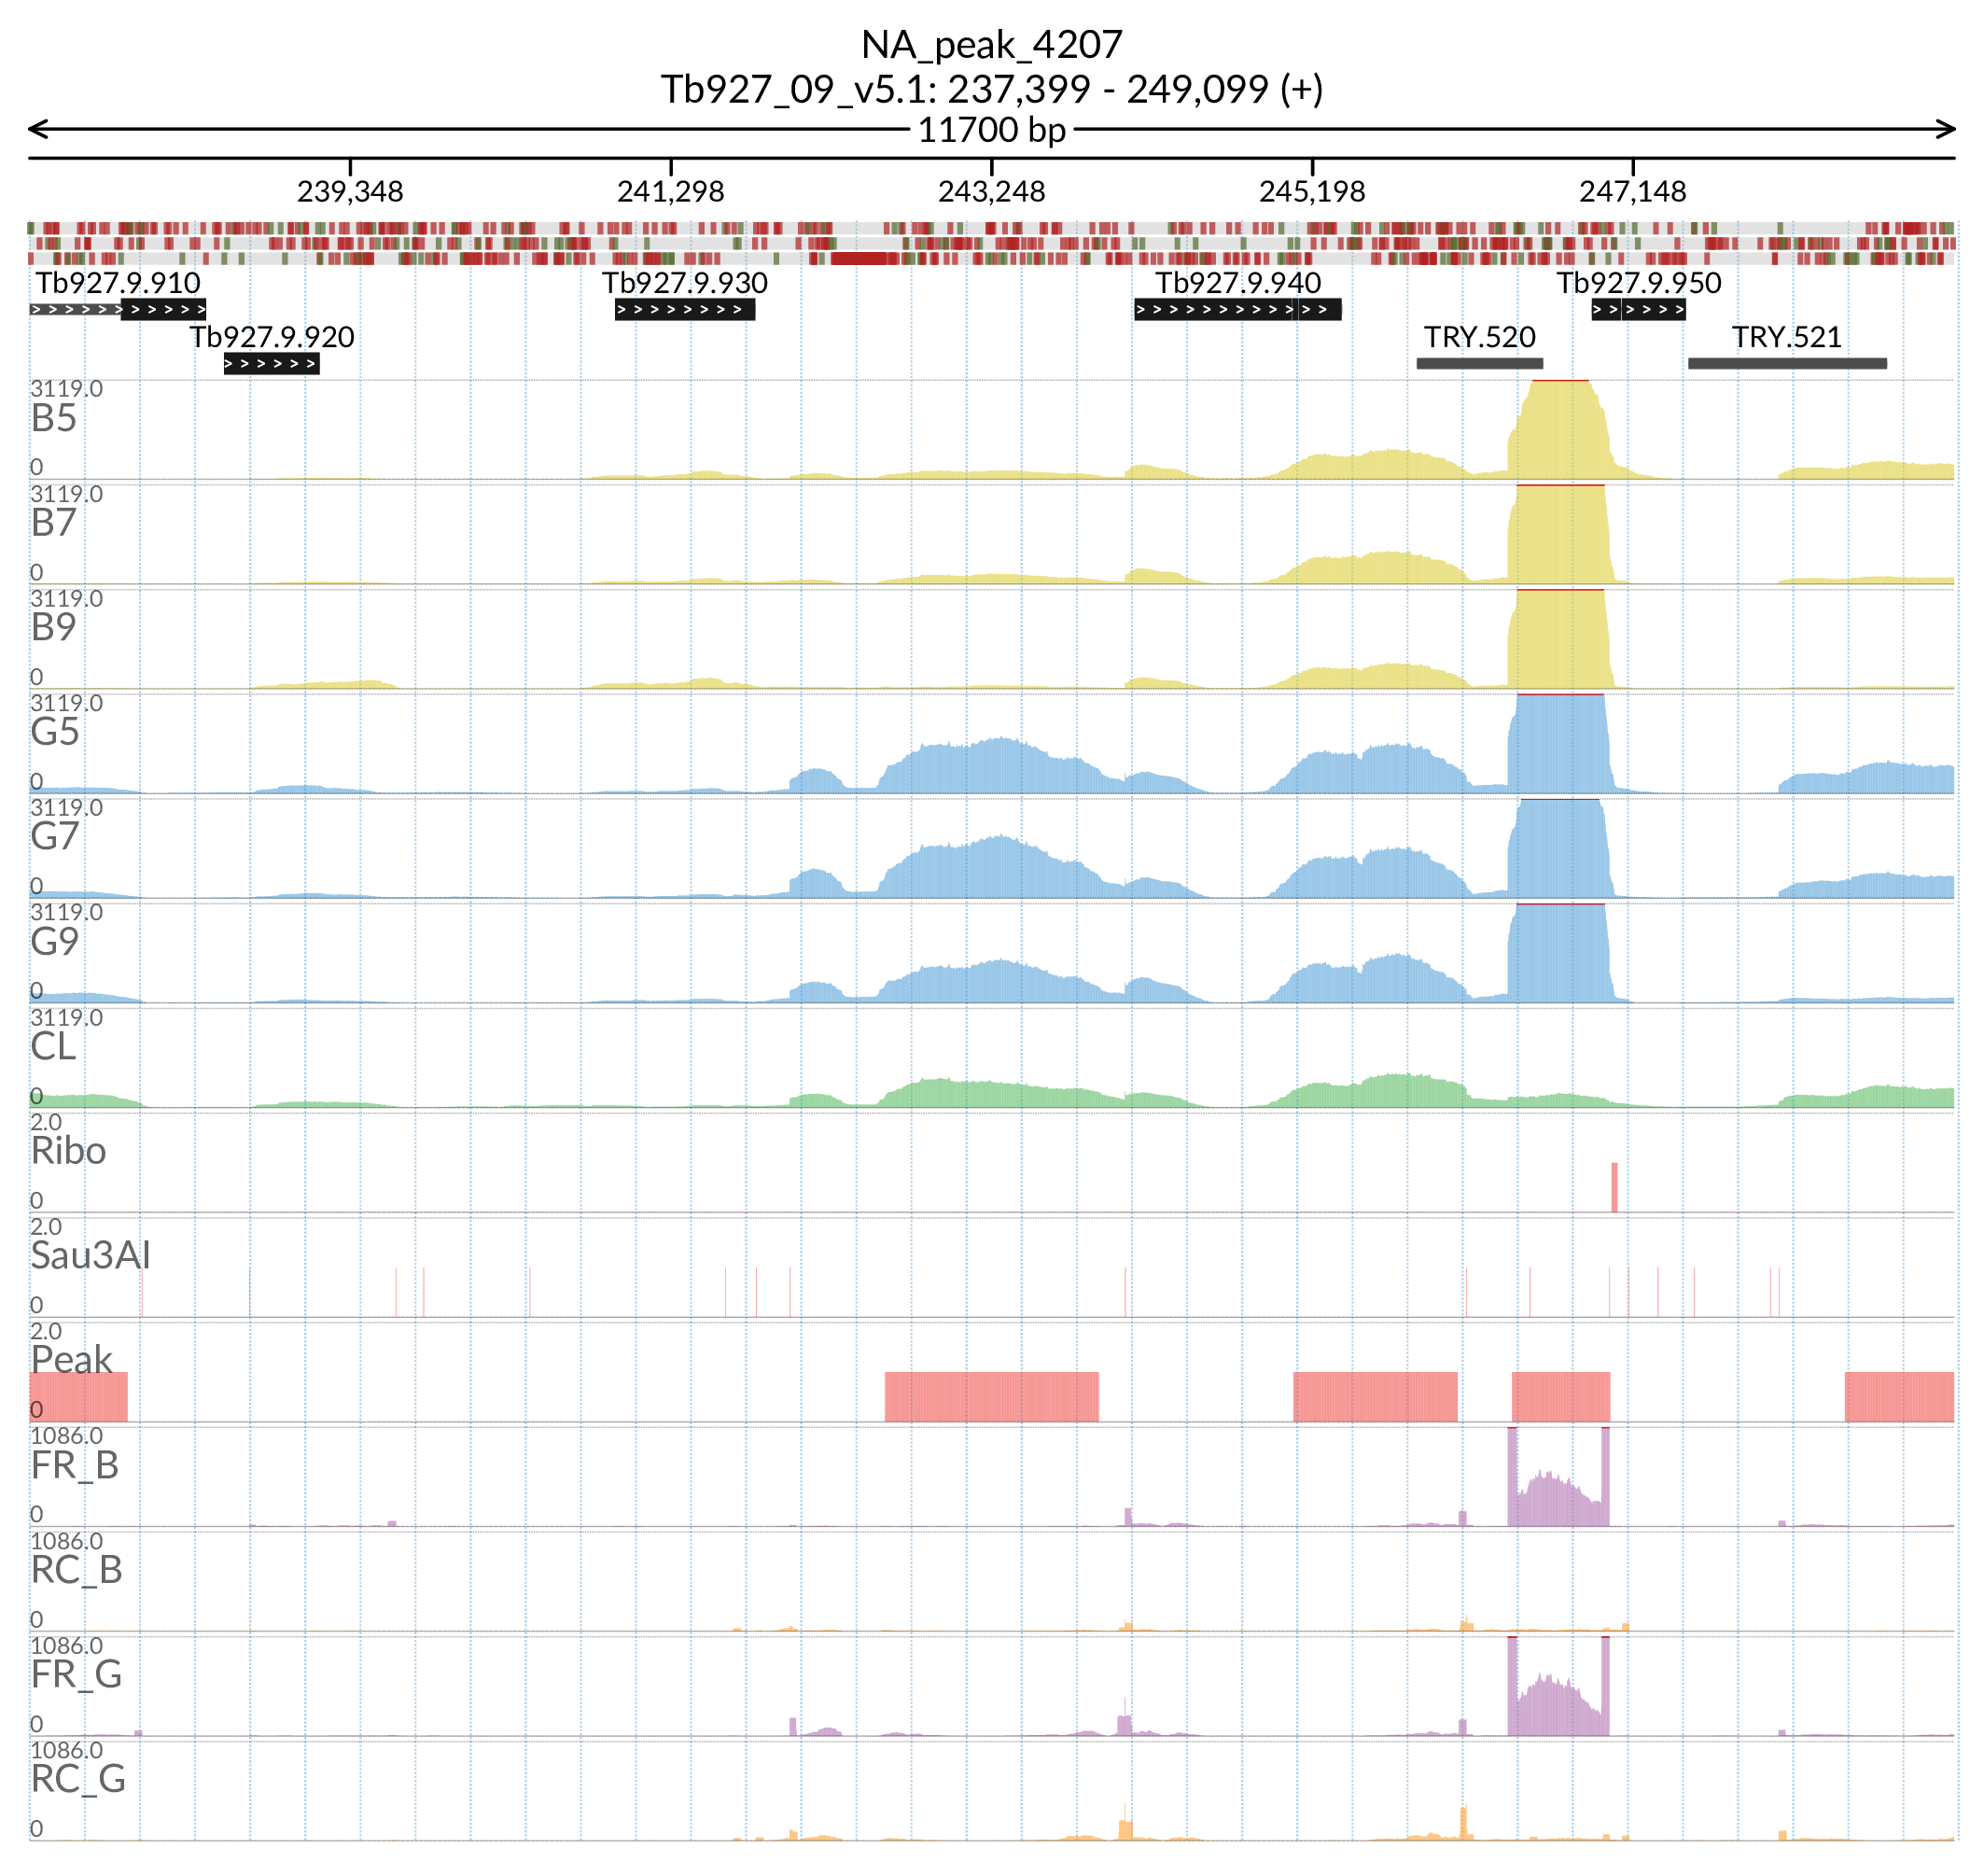 NA_peak_4207
Tb927_09_v5.1: 237,399 - 249,099 (+)
11700 bp
239,348 241,298 243,248 245,198 247,148
Tb927.9.910 Tb927.9.930 Tb927.9.940 Tb927.9.950
Tb927.9.920 TRY.520 TRY.521
3119.0
B5
0
3119.0
B7
0
3119.0
B9
0
3119.0
G5
0
3119.0
G7
0
3119.0
G9
0
3119.0
CL
0
2.0
Ribo
0
2.0
Sau3AI
0
2.0
Peak
0
1086.0
FR_B
0
1086.0
RC_B
0
1086.0
FR_G
0
1086.0
RC_G
0